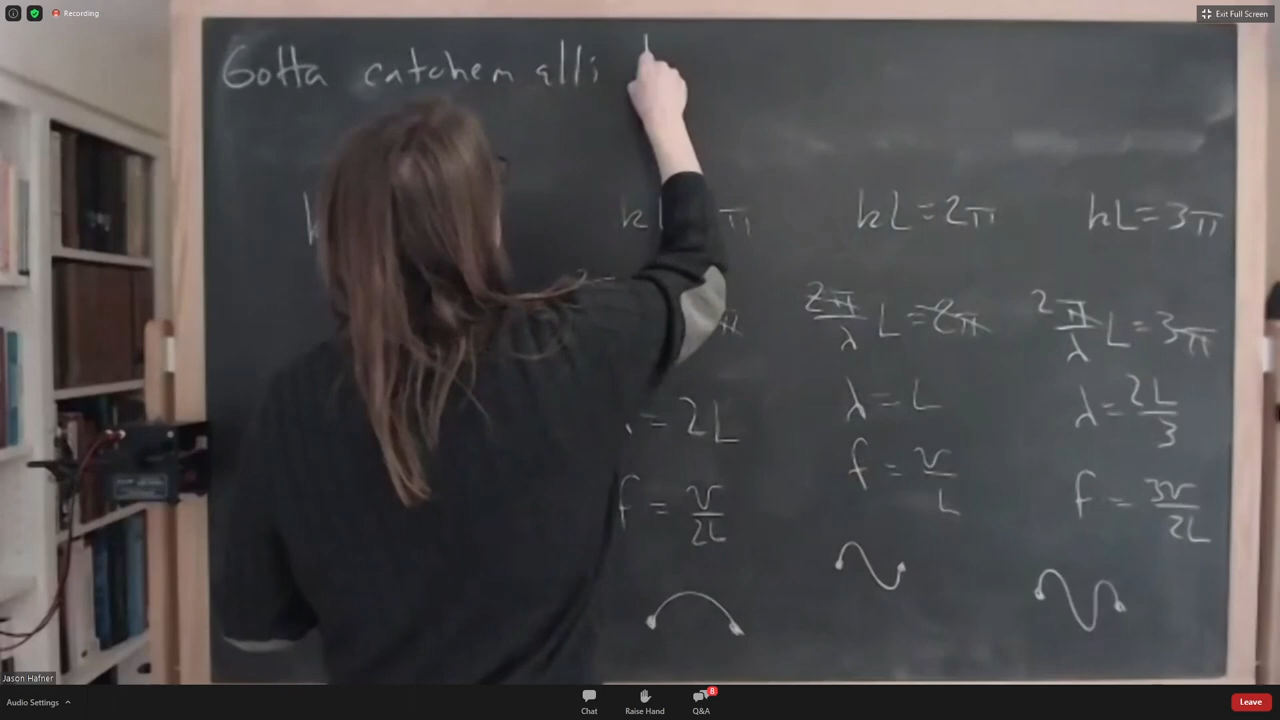 Recording
Exit Full Screen
Gotta catchem all:
kL = 2π
kL = 3π
2π/λ L = 2π
2π/λ L = 3π
= 2L
λ = L
λ = 2L/3
f = v/2L
f = v/L
f = 3v/2L
Jason Hafner
Audio Settings
Chat
Raise Hand
8
Q&A
Leave